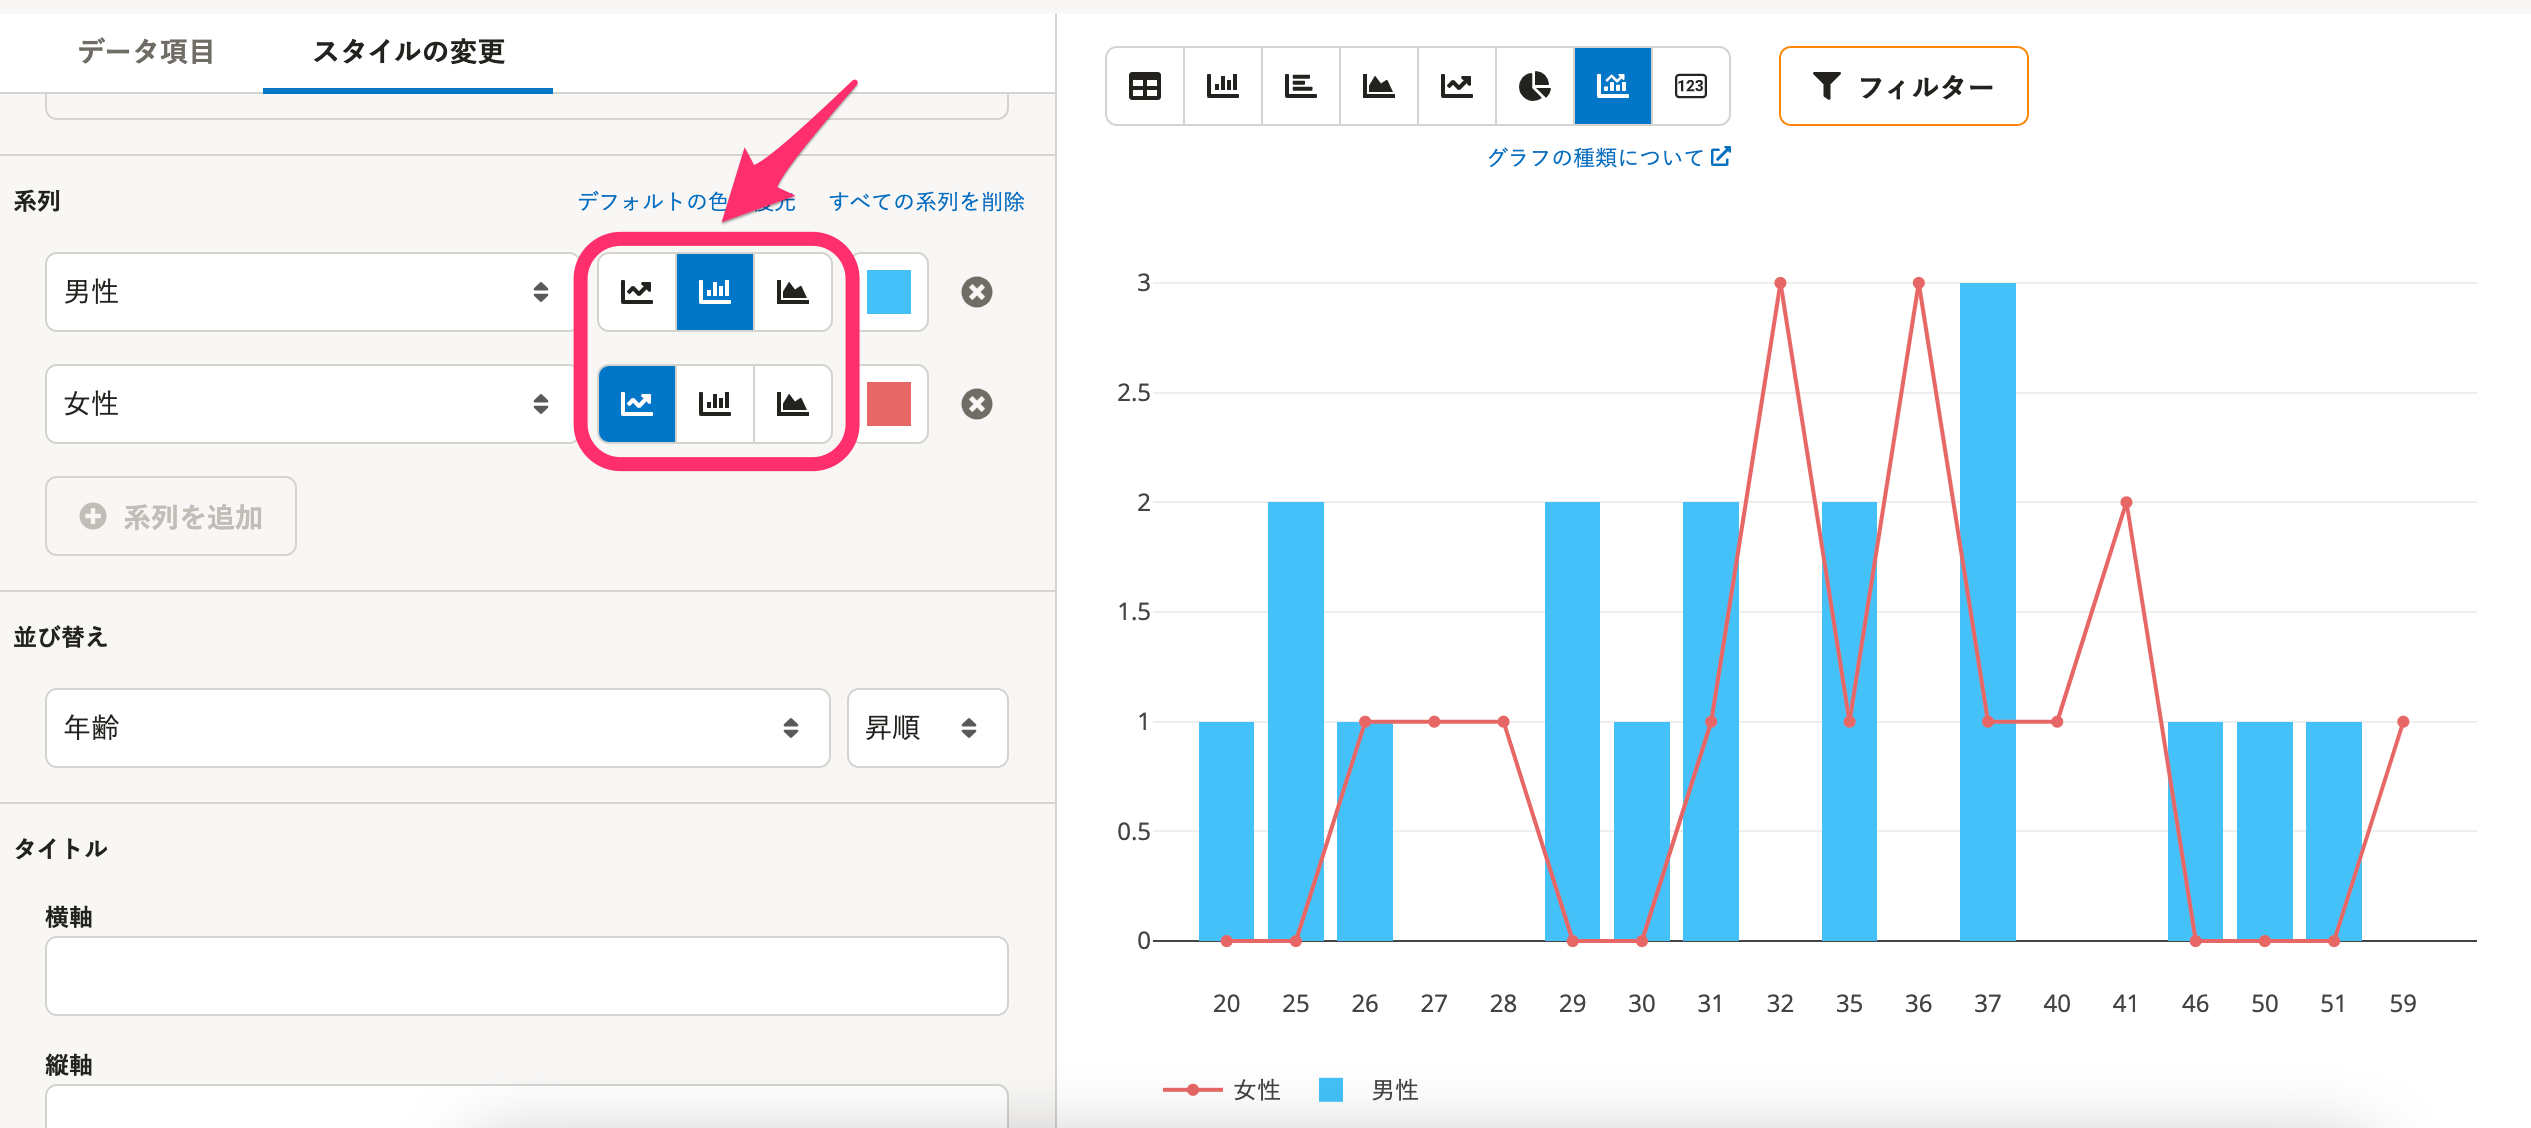 データ項目
スタイルの変更
系列
デフォルトの色 復元
すべての系列を削除
男性
女性
系列を追加
並び替え
年齢
昇順
タイトル
横軸
縦軸
123
フィルター
グラフの種類について
3
2.5
2
1.5
1
0.5
0
20 25 26 27 28 29 30 31 32 35 36 37 40 41 46 50 51 59
女性 男性